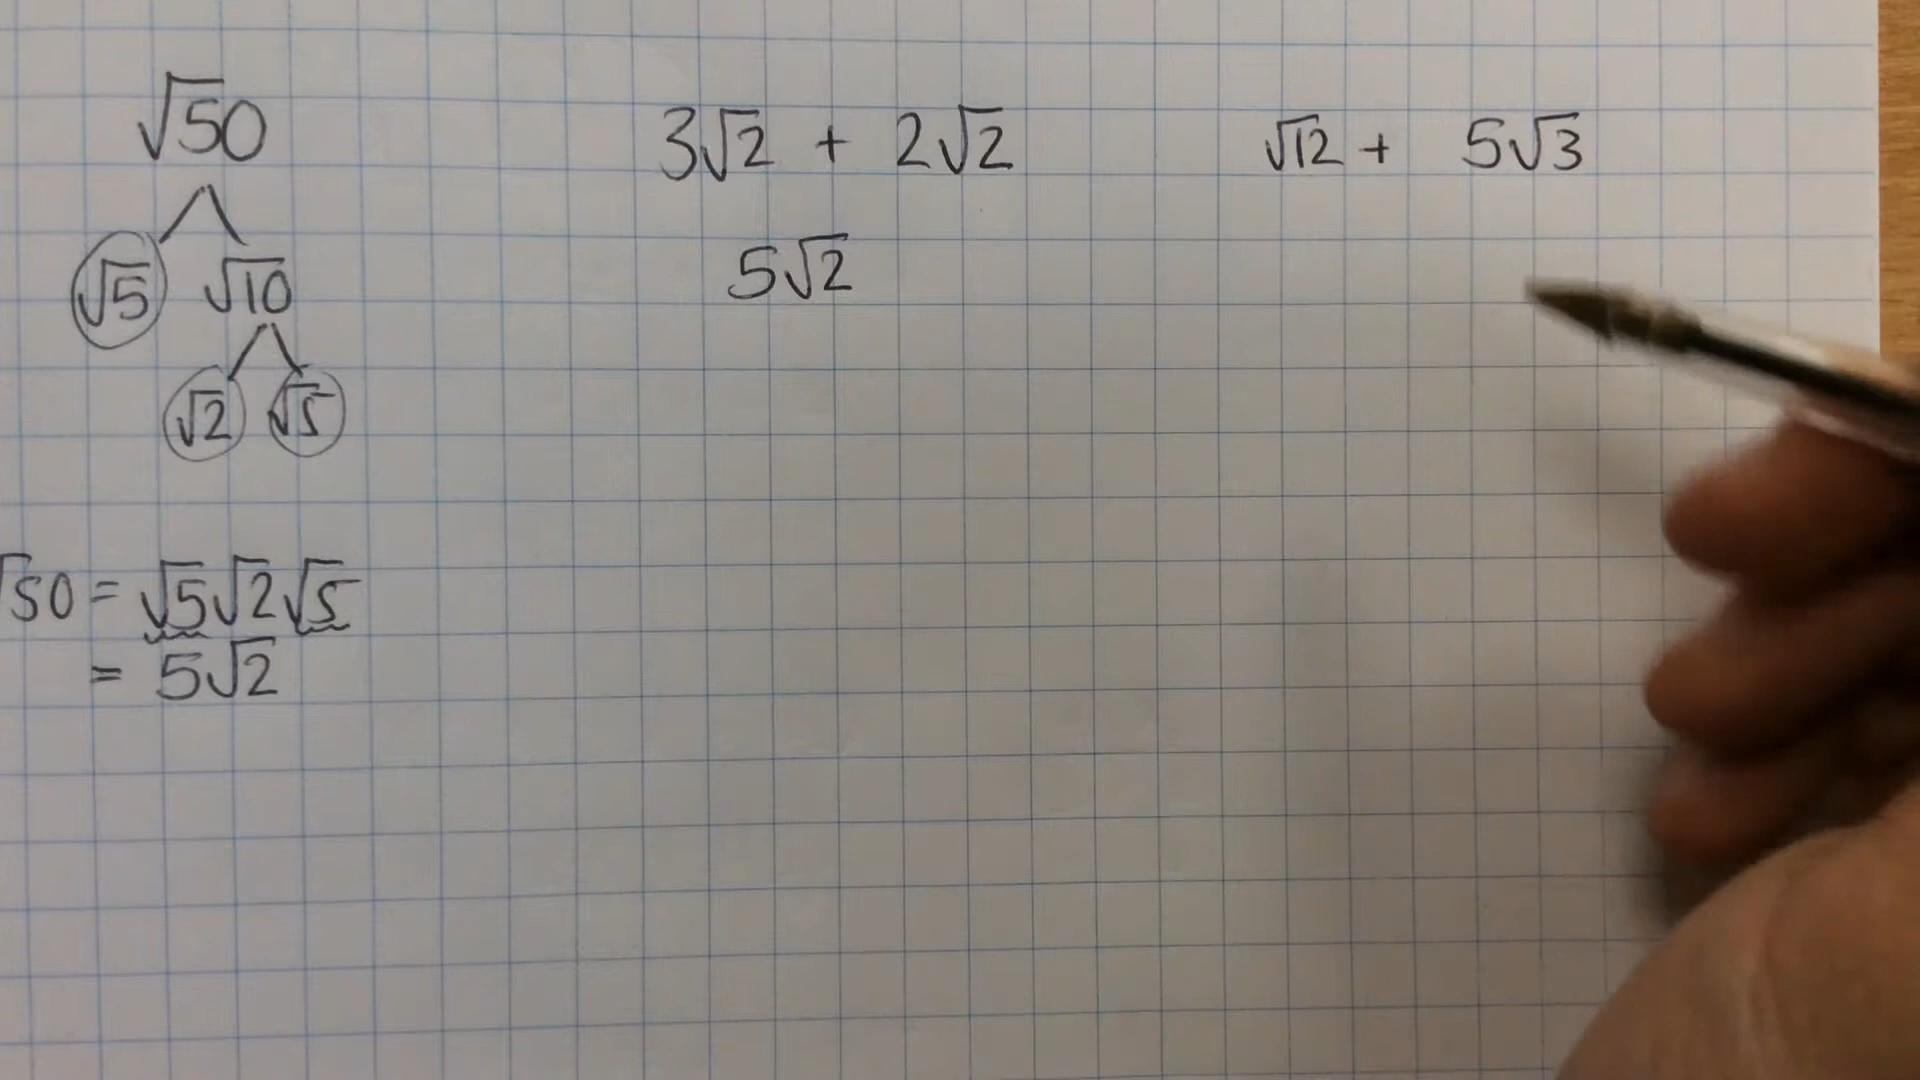 √50
√5 √10
√2 √5
√50 = √5√2√5
= 5√2
3√2 + 2√2
5√2
√12 + 5√3